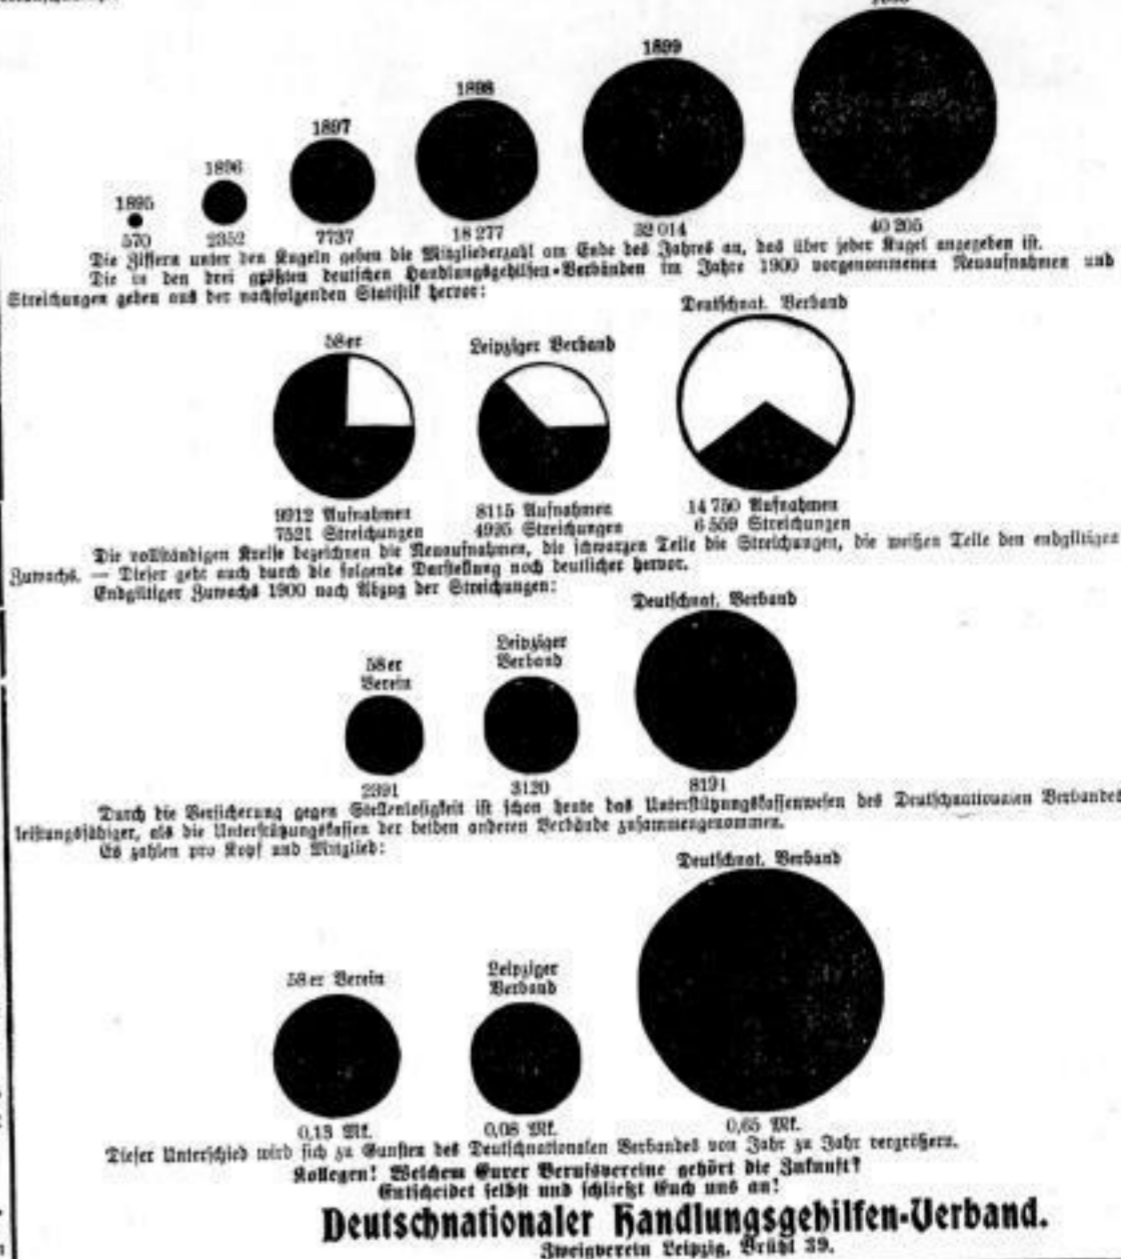 1899
1898
1897
1896
1895
570
2352
7737
18 277
32 014
40 205
Die Ziffern unter den Kugeln geben die Mitgliederzahl am Ende des Jahres an, das über jeder Kugel angegeben ist.
Die in den drei größten deutschen Handlungsgehilfen-Verbänden im Jahre 1900 vorgenommenen Neuaufnahmen und
Streichungen gehen aus der nachfolgenden Statistik hervor:
Deutschnat. Verband
58er
Leipziger Verband
9912 Aufnahmen
7521 Streichungen
8115 Aufnahmen
4995 Streichungen
14 750 Aufnahmen
6 559 Streichungen
Die vollständigen Kreise bezeichnen die Neuaufnahmen, die schwarzen Teile die Streichungen, die weißen Teile den endgiltigen
Zuwachs. — Dieser geht auch durch die folgende Darstellung noch deutlicher hervor.
Endgiltiger Zuwachs 1900 nach Abzug der Streichungen:
Deutschnat. Verband
Leipziger
Verband
58er
Verein
2391
3120
8191
Durch die Versicherung gegen Stellenlosigkeit ist schon heute das Unterstützungskassenwesen des Deutschnationalen Verbandes
leistungsfähiger, als die Unterstützungskassen der beiden anderen Verbände zusammengenommen.
Es zahlen pro Kopf und Mitglied:
Deutschnat. Verband
58er Verein
Leipziger
Verband
0,13 Mk.
0,08 Mk.
0,65 Mk.
Dieser Unterschied wird sich zu Gunsten des Deutschnationalen Verbandes von Jahr zu Jahr vergrößern.
Kollegen! Welchem Eurer Berufsvereine gehört die Zukunft?
Entscheidet selbst und schließt Euch uns an!
Deutschnationaler Handlungsgehilfen-Verband.
Zweigverein Leipzig, Brühl 39.